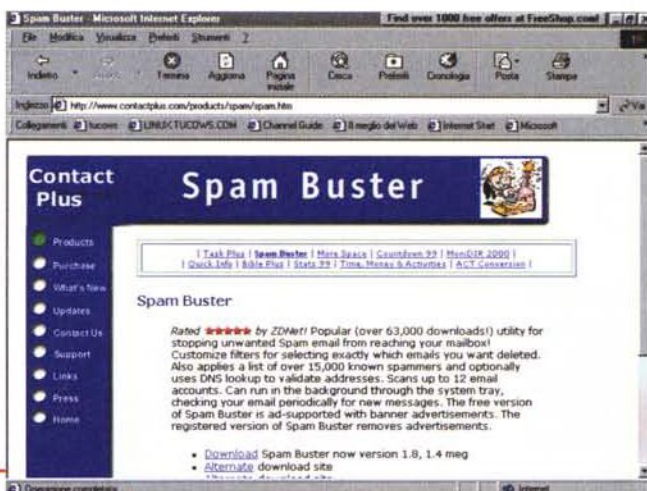 Spam Buster - Microsoft Internet Explorer
Find over 1000 free offers at FreeShop.com!
File Modifica Visualizza Preferiti Strumenti ?
Indietro Termina Aggiorna Pagina iniziale Cerca Preferiti Cronologia Posta Stampa
Indirizzo http://www.contactplus.com/products/spam/spam.htm Vai
Collegamenti tucows LINUX.TUCOWS.COM Channel Guide Il meglio del Web Internet Start Microsoft
Contact Plus
Spam Buster
Products
Purchase
What's New
Updates
Contact Us
Support
Links
Press
Home
| Task Plus | Spam Buster | More Space | Countdown 99 | MoniDIR 2000 |
| Quick Info | Bible Plus | Stats 99 | Time, Money & Activities | ACT Conversion |
Spam Buster
Rated ***** by ZDNet! Popular (over 63,000 downloads!) utility for
stopping unwanted Spam email from reaching your mailbox!
Customize filters for selecting exactly which emails you want deleted.
Also applies a list of over 15,000 known spammers and optionally
uses DNS lookup to validate addresses. Scans up to 12 email
accounts. Can run in the background through the system tray,
checking your email periodically for new messages. The free version
of Spam Buster is ad-supported with banner advertisements. The
registered version of Spam Buster removes advertisements.
Download Spam Buster now version 1.8, 1.4 meg
Alternate download site
Alternate download site
Operazione completata
Internet